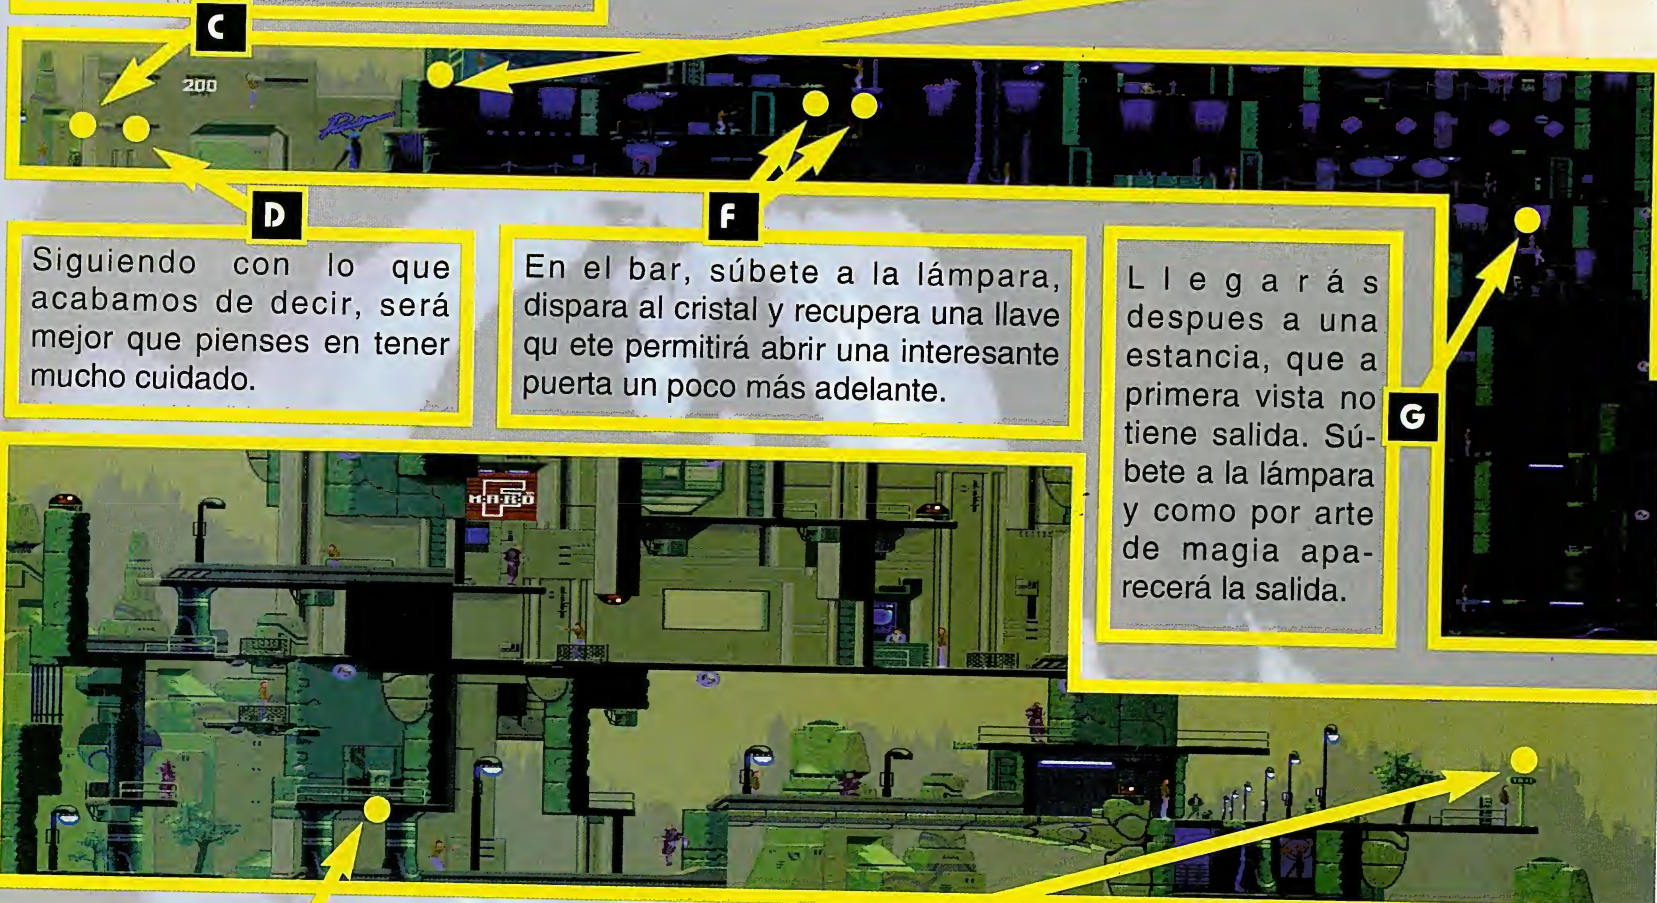 C
200
D
F
Siguiendo con lo que
acabamos de decir, será
mejor que pienses en tener
mucho cuidado.
En el bar, súbete a la lámpara,
dispara al cristal y recupera una llave
qu ete permitirá abrir una interesante
puerta un poco más adelante.
Llegarás
despues a una
estancia, que a
primera vista no
tiene salida. Sú-
bete a la lámpara
y como por arte
de magia apa-
recerá la salida.
G